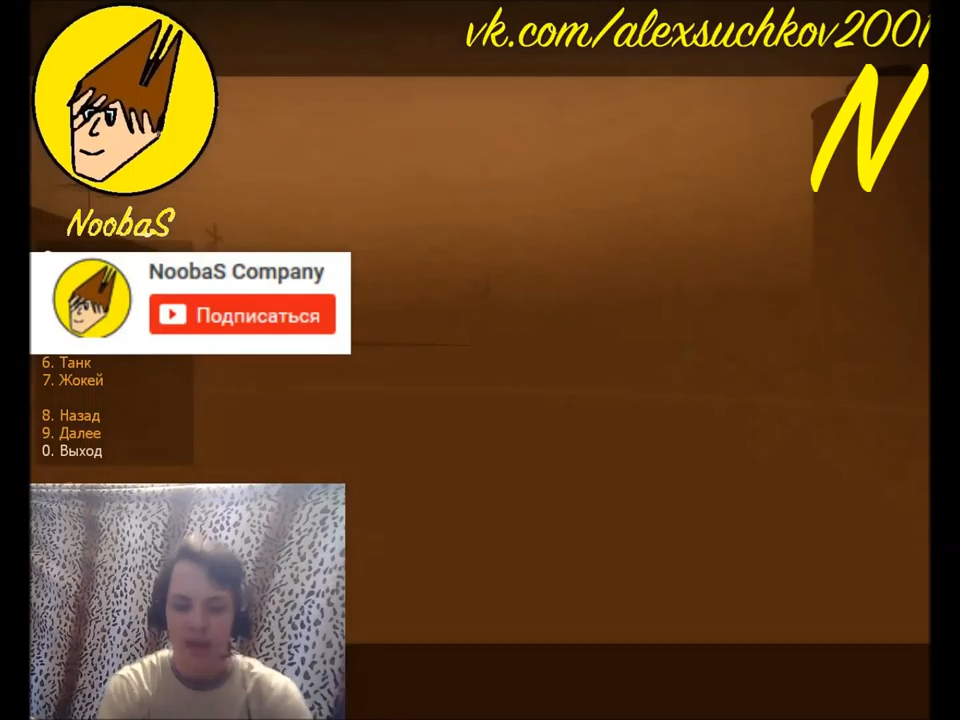 vk.com/alexsuchkov2001
N
NoobaS
NoobaS Company
Подписаться
6. Танк
7. Жокей
8. Назад
9. Далее
0. Выход